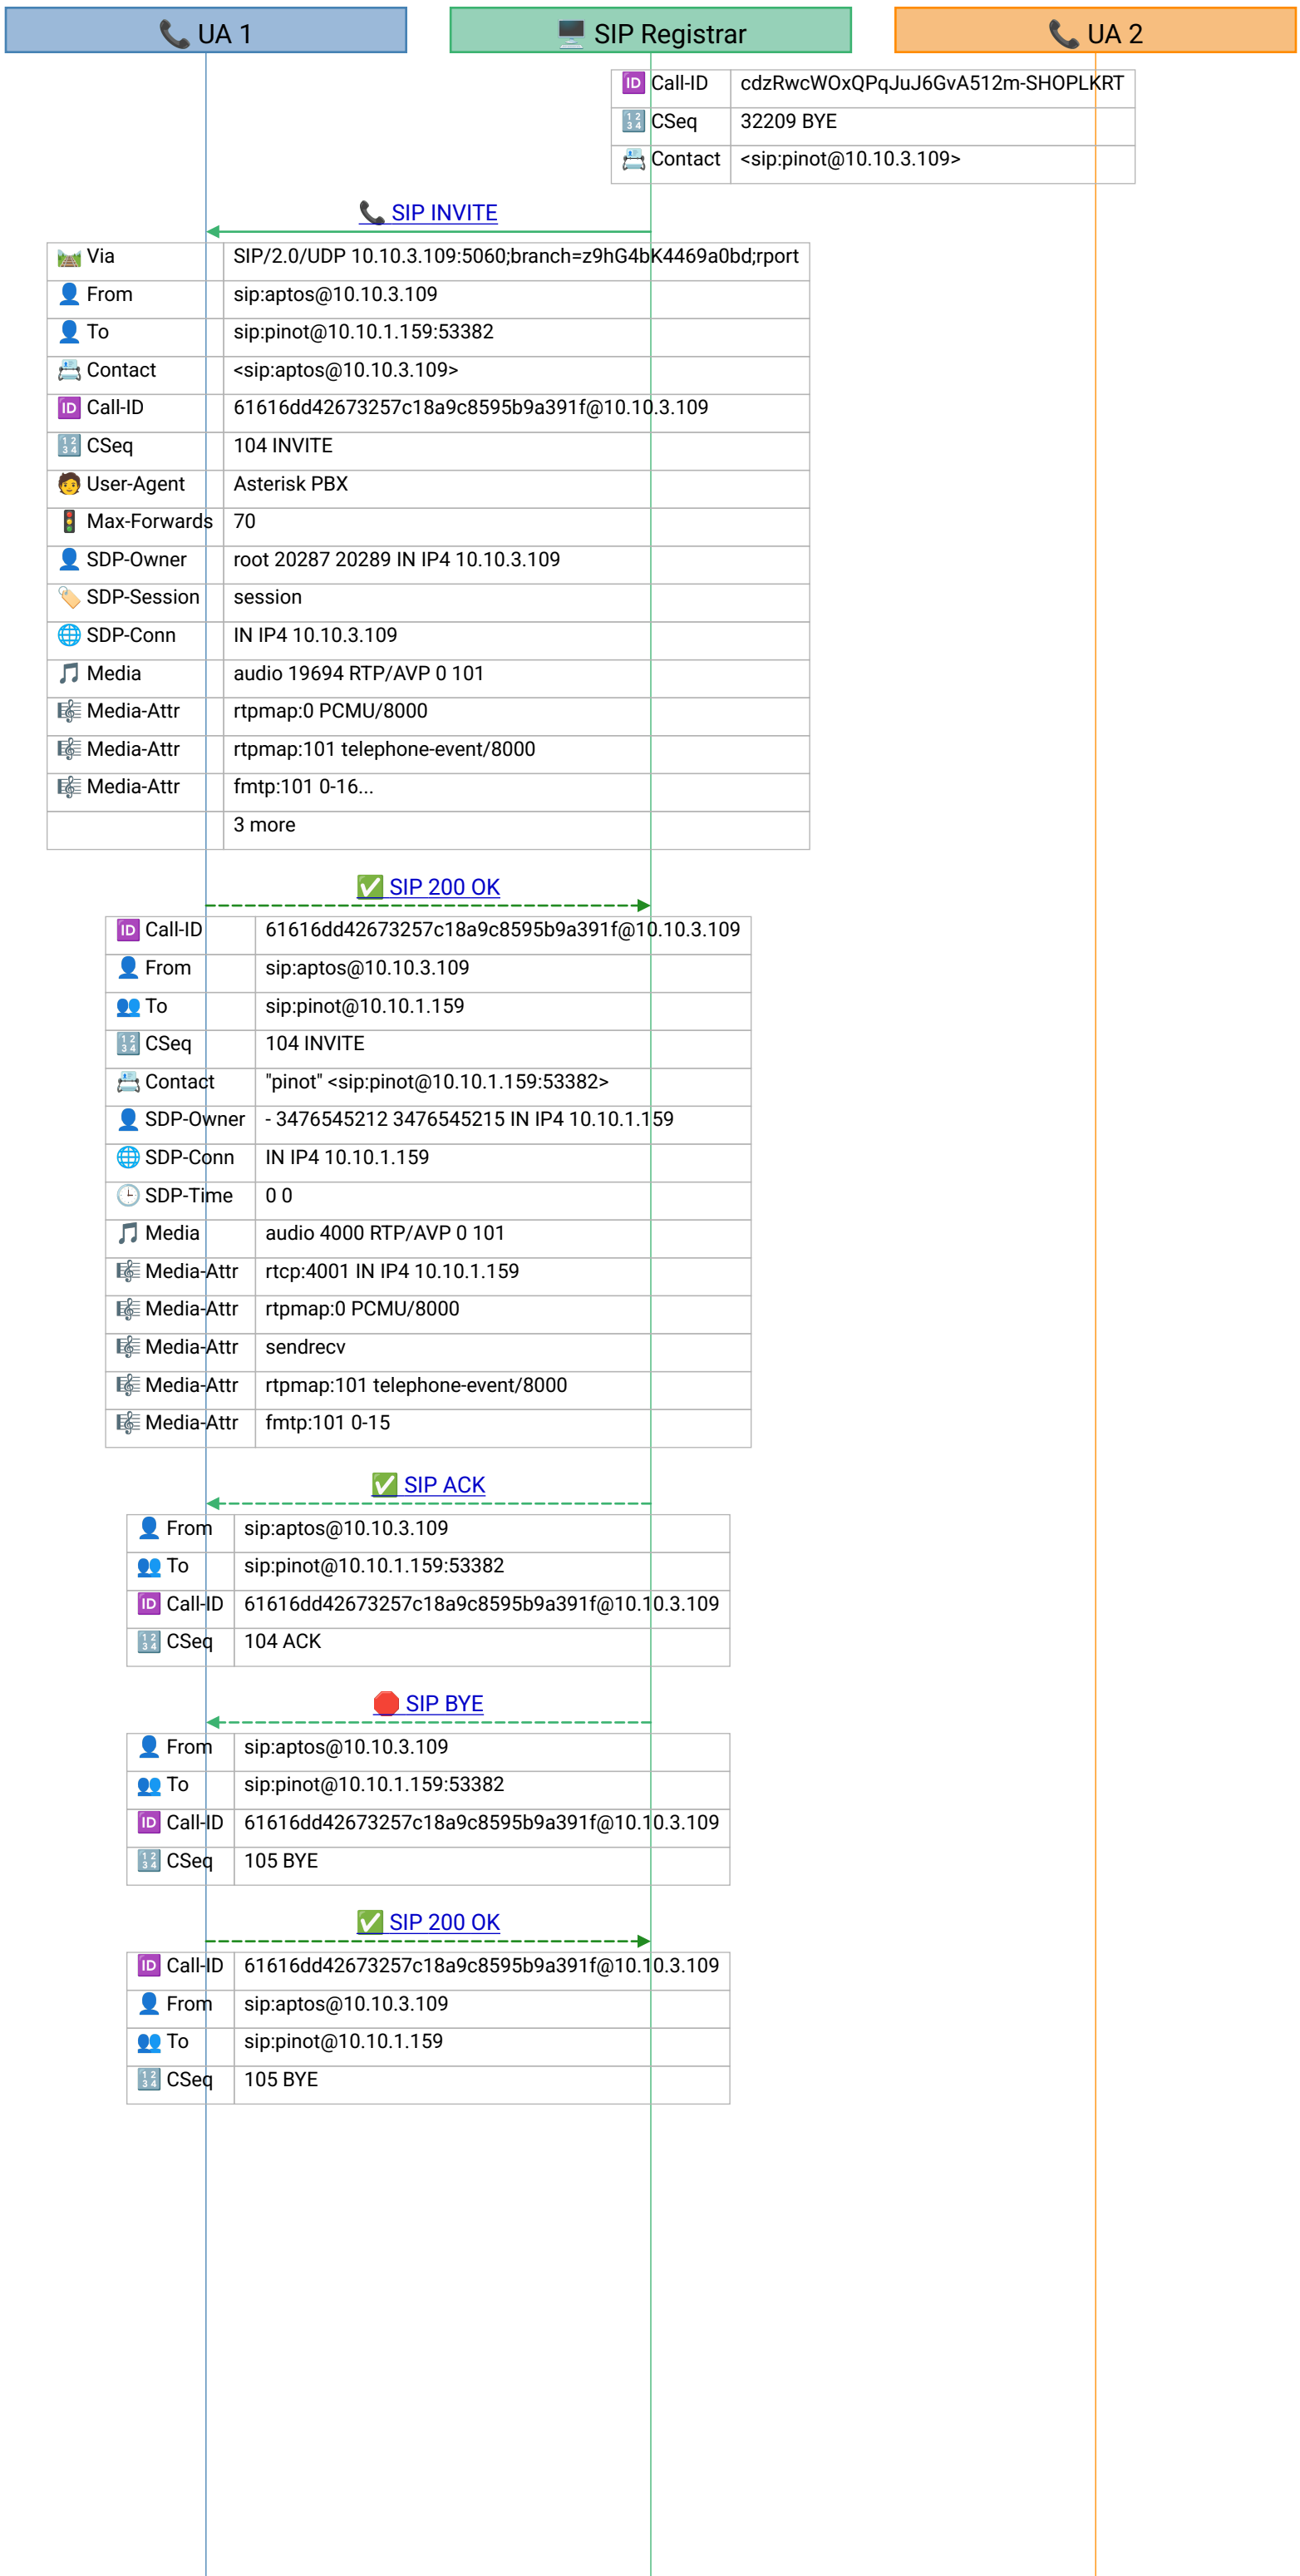 📞 UA 1
🖥️ SIP Registrar
📞 UA 2
🆔 Call-ID cdzRwcWOxQPqJuJ6GvA512m-SHOPLKRT
🔢 CSeq 32209 BYE
📇 Contact <sip:pinot@10.10.3.109>
📞 SIP INVITE
🛤️ Via SIP/2.0/UDP 10.10.3.109:5060;branch=z9hG4bK4469a0bd;rport
👤 From sip:aptos@10.10.3.109
👤 To sip:pinot@10.10.1.159:53382
📇 Contact <sip:aptos@10.10.3.109>
🆔 Call-ID 61616dd42673257c18a9c8595b9a391f@10.10.3.109
🔢 CSeq 104 INVITE
🧑 User-Agent Asterisk PBX
🚦 Max-Forwards 70
👤 SDP-Owner root 20287 20289 IN IP4 10.10.3.109
🏷️ SDP-Session session
🌐 SDP-Conn IN IP4 10.10.3.109
🎵 Media audio 19694 RTP/AVP 0 101
🎼 Media-Attr rtpmap:0 PCMU/8000
🎼 Media-Attr rtpmap:101 telephone-event/8000
🎼 Media-Attr fmtp:101 0-16...
3 more
✅ SIP 200 OK
🆔 Call-ID 61616dd42673257c18a9c8595b9a391f@10.10.3.109
👤 From sip:aptos@10.10.3.109
👥 To sip:pinot@10.10.1.159
🔢 CSeq 104 INVITE
📇 Contact "pinot" <sip:pinot@10.10.1.159:53382>
👤 SDP-Owner - 3476545212 3476545215 IN IP4 10.10.1.159
🌐 SDP-Conn IN IP4 10.10.1.159
🕒 SDP-Time 0 0
🎵 Media audio 4000 RTP/AVP 0 101
🎼 Media-Attr rtcp:4001 IN IP4 10.10.1.159
🎼 Media-Attr rtpmap:0 PCMU/8000
🎼 Media-Attr sendrecv
🎼 Media-Attr rtpmap:101 telephone-event/8000
🎼 Media-Attr fmtp:101 0-15
✅ SIP ACK
👤 From sip:aptos@10.10.3.109
👥 To sip:pinot@10.10.1.159:53382
🆔 Call-ID 61616dd42673257c18a9c8595b9a391f@10.10.3.109
🔢 CSeq 104 ACK
🛑 SIP BYE
👤 From sip:aptos@10.10.3.109
👥 To sip:pinot@10.10.1.159:53382
🆔 Call-ID 61616dd42673257c18a9c8595b9a391f@10.10.3.109
🔢 CSeq 105 BYE
✅ SIP 200 OK
🆔 Call-ID 61616dd42673257c18a9c8595b9a391f@10.10.3.109
👤 From sip:aptos@10.10.3.109
👥 To sip:pinot@10.10.1.159
🔢 CSeq 105 BYE